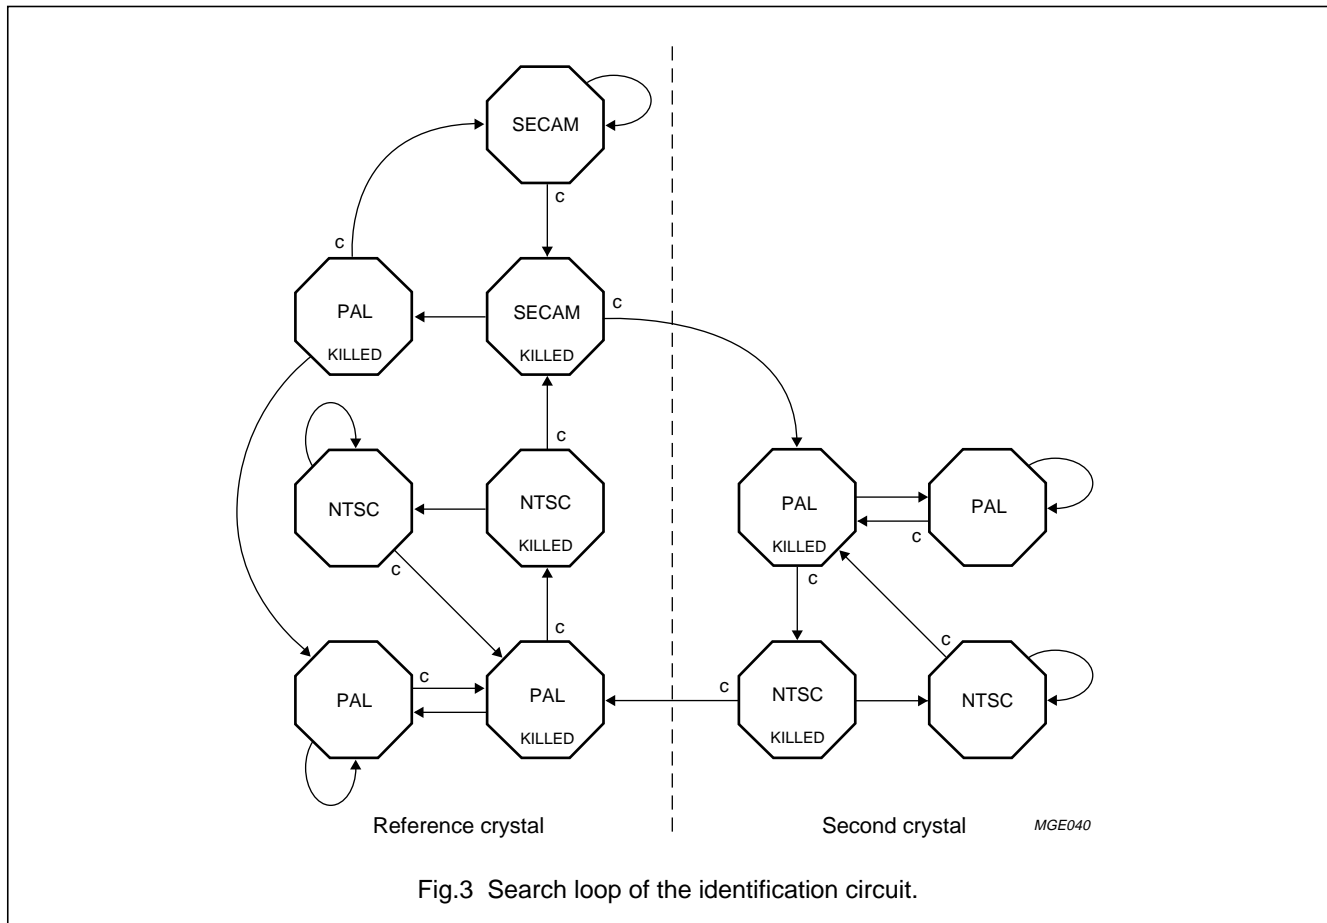 SECAM
c
c
PAL
KILLED
SECAM
KILLED
c
c
NTSC
NTSC
KILLED
c
PAL
KILLED
PAL
c
c
c
c
PAL
c
PAL
KILLED
c
NTSC
KILLED
c
NTSC
Reference crystal
Second crystal
MGE040
Fig.3 Search loop of the identification circuit.